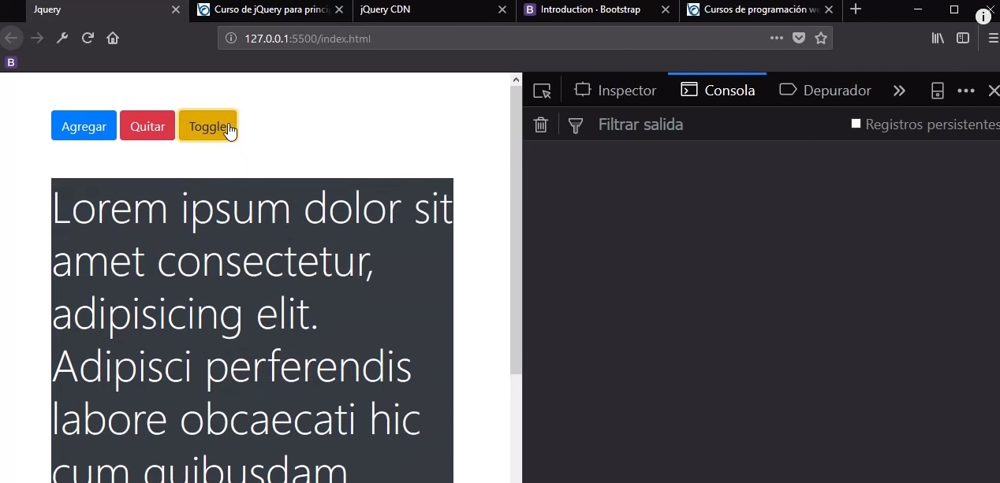 Jquery
Curso de jQuery para princi
jQuery CDN
B Introduction · Bootstrap
Cursos de programación we
127.0.0.1:5500/index.html
B
Inspector
Consola
Depurador
Agregar
Quitar
Toggle
Filtrar salida
Registros persistentes
Lorem ipsum dolor sit
amet consectetur,
adipisicing elit.
Adipisci perferendis
labore obcaecati hic
cum quibusdam